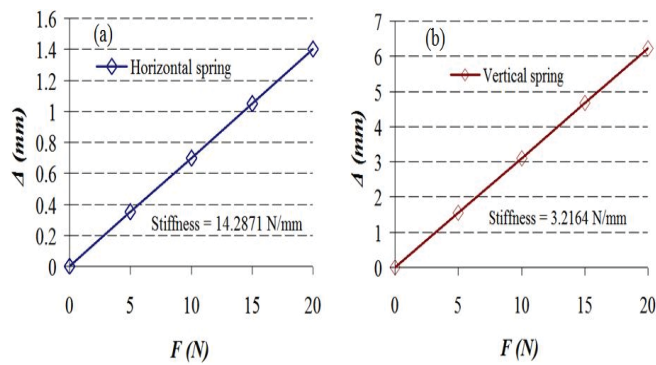 (a)
1.6
1.4
1.2
1
0.8
0.6
0.4
0.2
0
Horizontal spring
Stiffness = 14.2871 N/mm
Δ (mm)
0 5 10 15 20
F (N)
(b)
7
6
5
4
3
2
1
0
Vertical spring
Stiffness = 3.2164 N/mm
Δ (mm)
0 5 10 15 20
F (N)